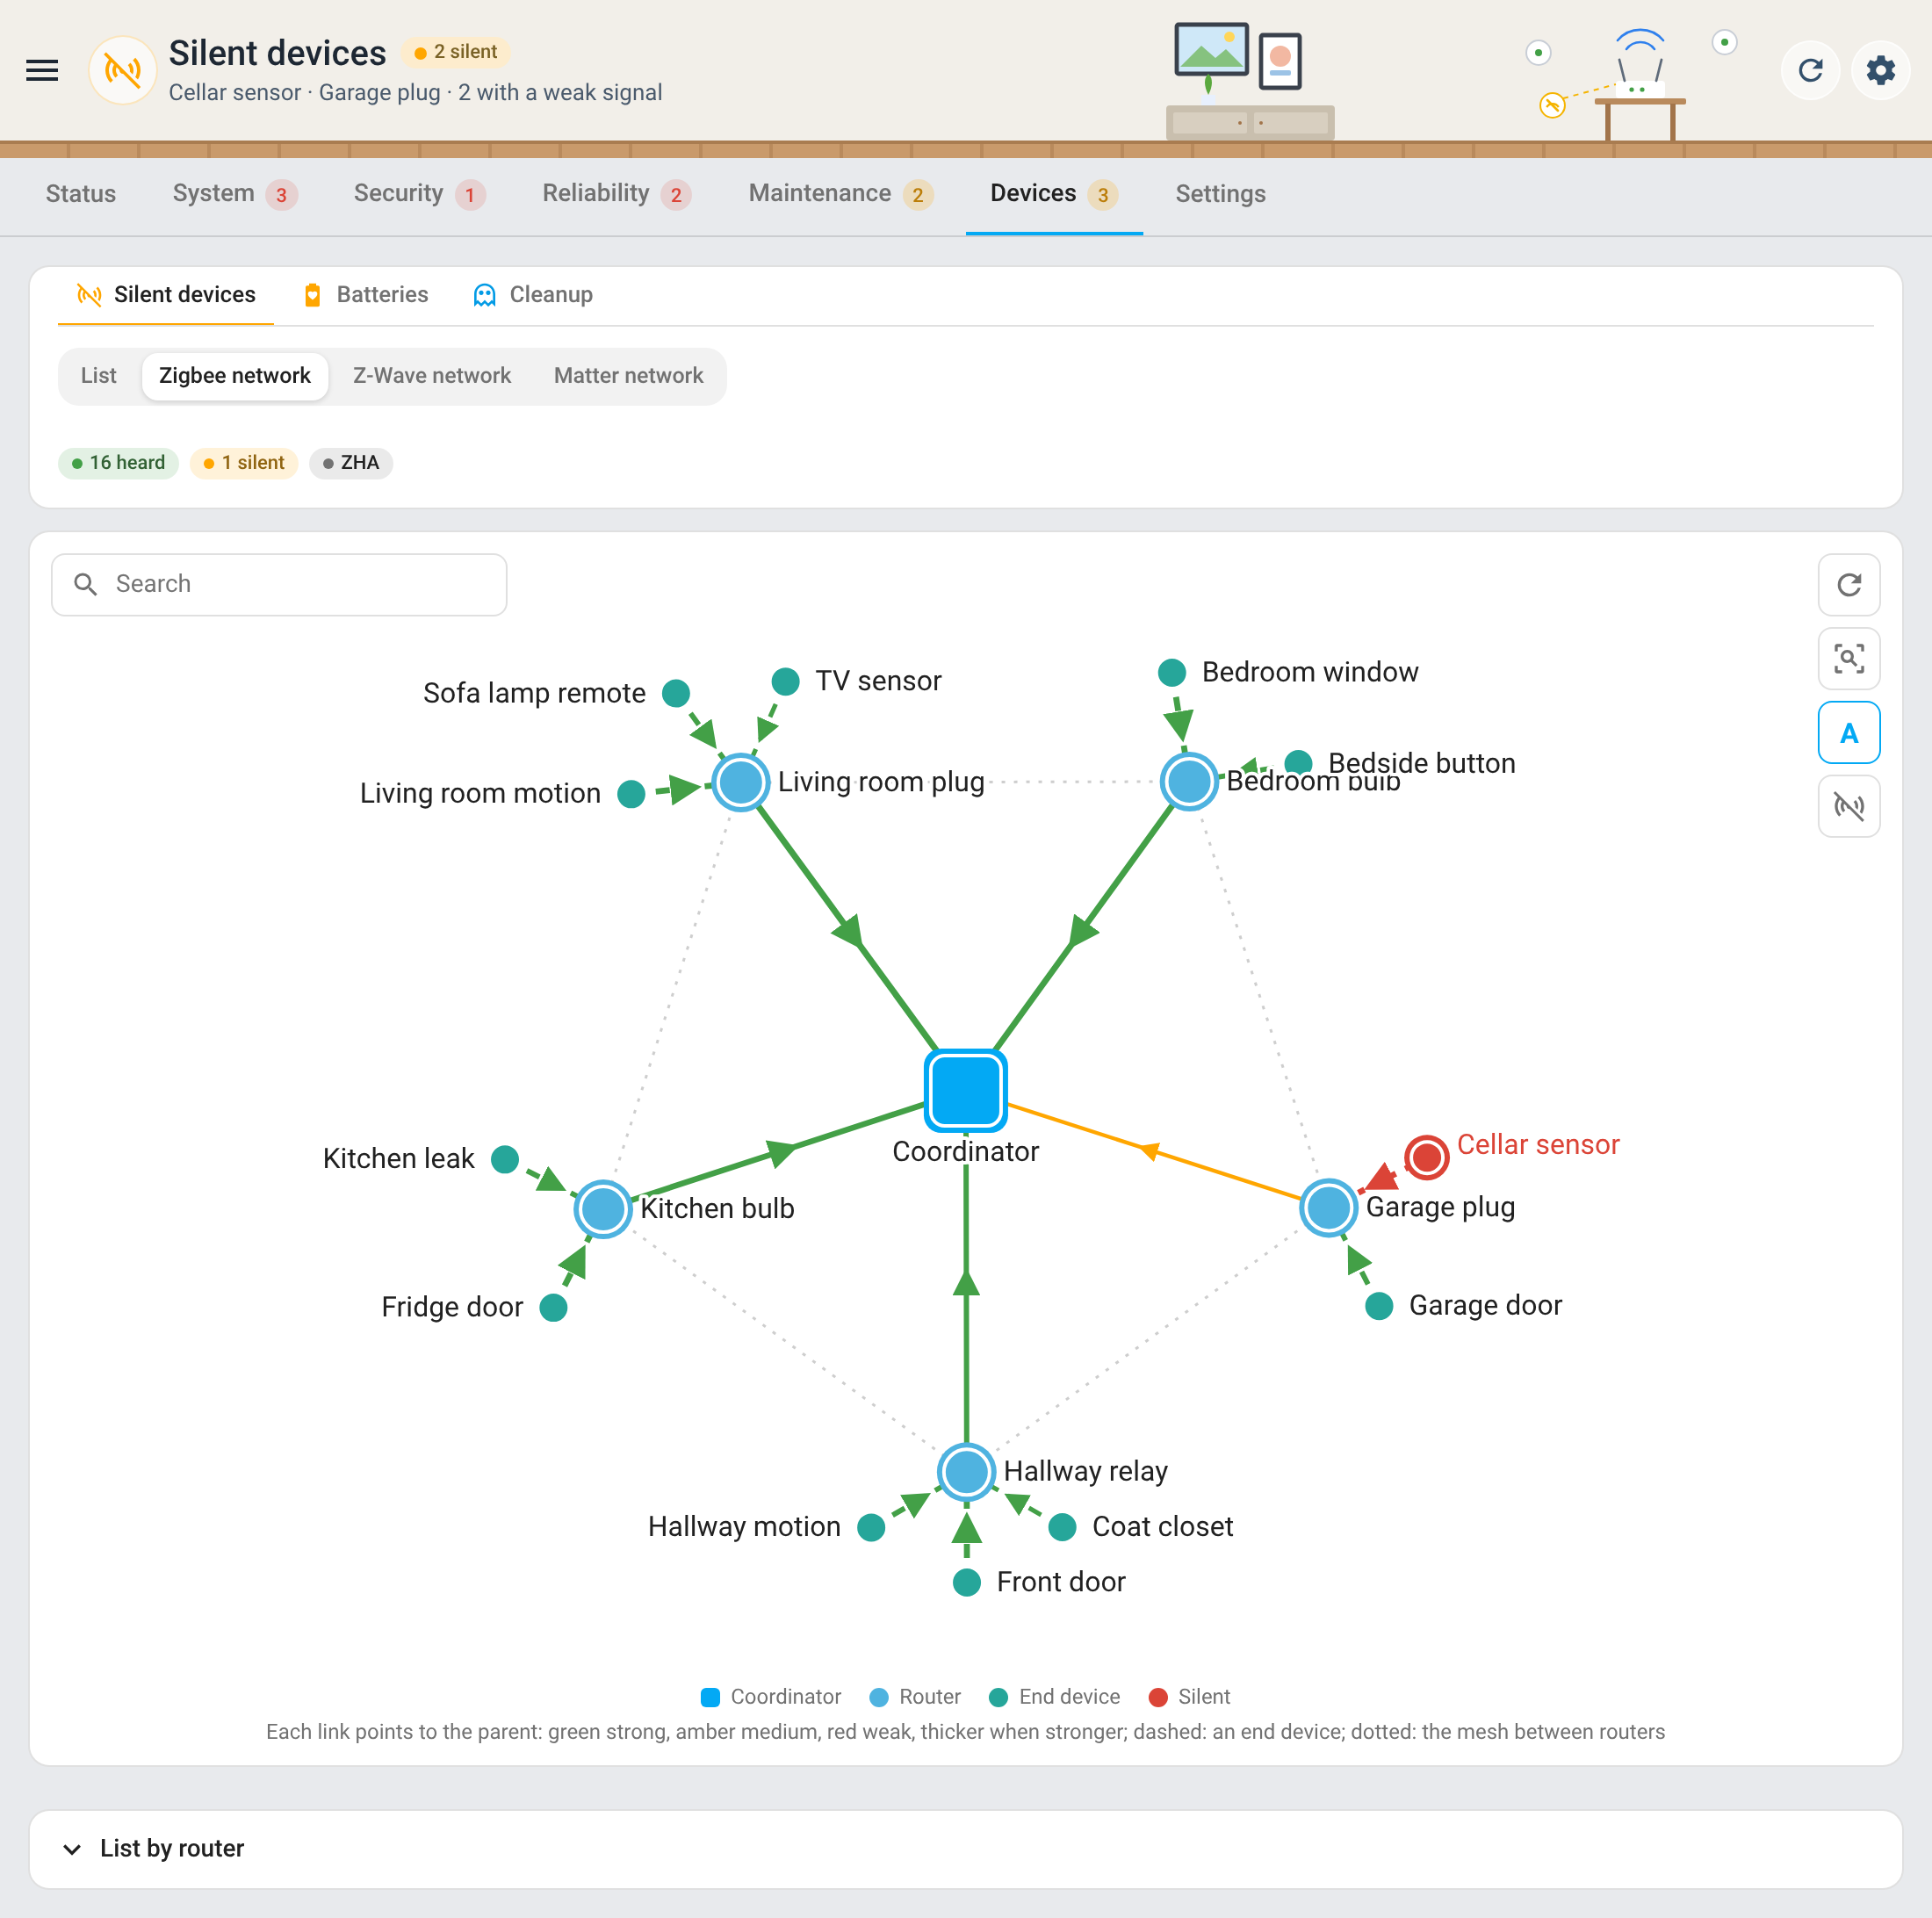 Silent devices
2 silent
Cellar sensor · Garage plug · 2 with a weak signal
Status
System 3
Security 1
Reliability 2
Maintenance 2
Devices 3
Settings
Silent devices
Batteries
Cleanup
List
Zigbee network
Z-Wave network
Matter network
16 heard
1 silent
ZHA
Search
A
Sofa lamp remote
TV sensor
Bedroom window
Living room motion
Living room plug
Bedside button
Bedroom bulb
Coordinator
Kitchen leak
Cellar sensor
Kitchen bulb
Garage plug
Fridge door
Garage door
Hallway relay
Hallway motion
Coat closet
Front door
Coordinator
Router
End device
Silent
Each link points to the parent: green strong, amber medium, red weak, thicker when stronger; dashed: an end device; dotted: the mesh between routers
List by router